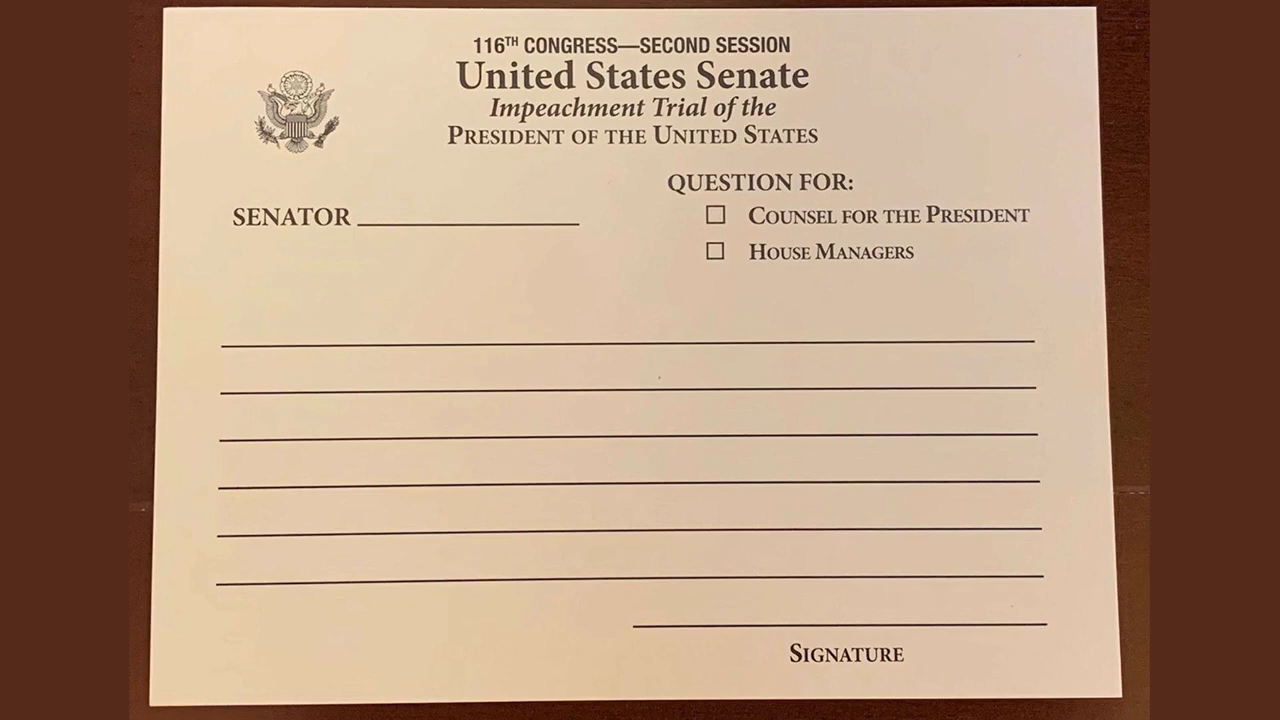 116TH CONGRESS—SECOND SESSION
United States Senate
Impeachment Trial of the
PRESIDENT OF THE UNITED STATES
QUESTION FOR:
SENATOR
☐ COUNSEL FOR THE PRESIDENT
☐ HOUSE MANAGERS
SIGNATURE